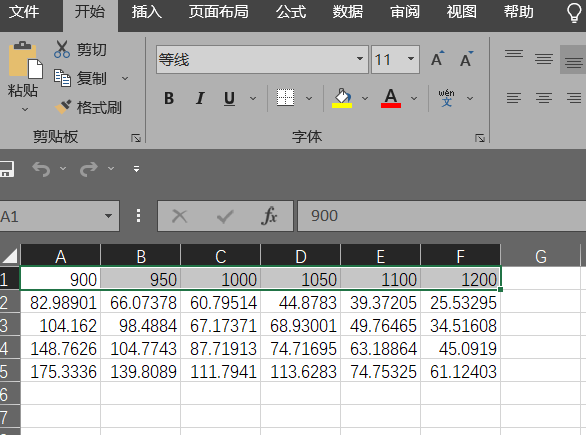 文件 开始 插入 页面布局 公式 数据 审阅 视图 帮助
剪切
复制
格式刷
粘贴
等线 11 A A
B I U A wén 文
剪贴板 字体
A1 fx 900
A B C D E F G
1 900 950 1000 1050 1100 1200
2 82.98901 66.07378 60.79514 44.8783 39.37205 25.53295
3 104.162 98.4884 67.17371 68.93001 49.76465 34.51608
4 148.7626 104.7743 87.71913 74.71695 63.18864 45.0919
5 175.3336 139.8089 111.7941 113.6283 74.75325 61.12403
6
7